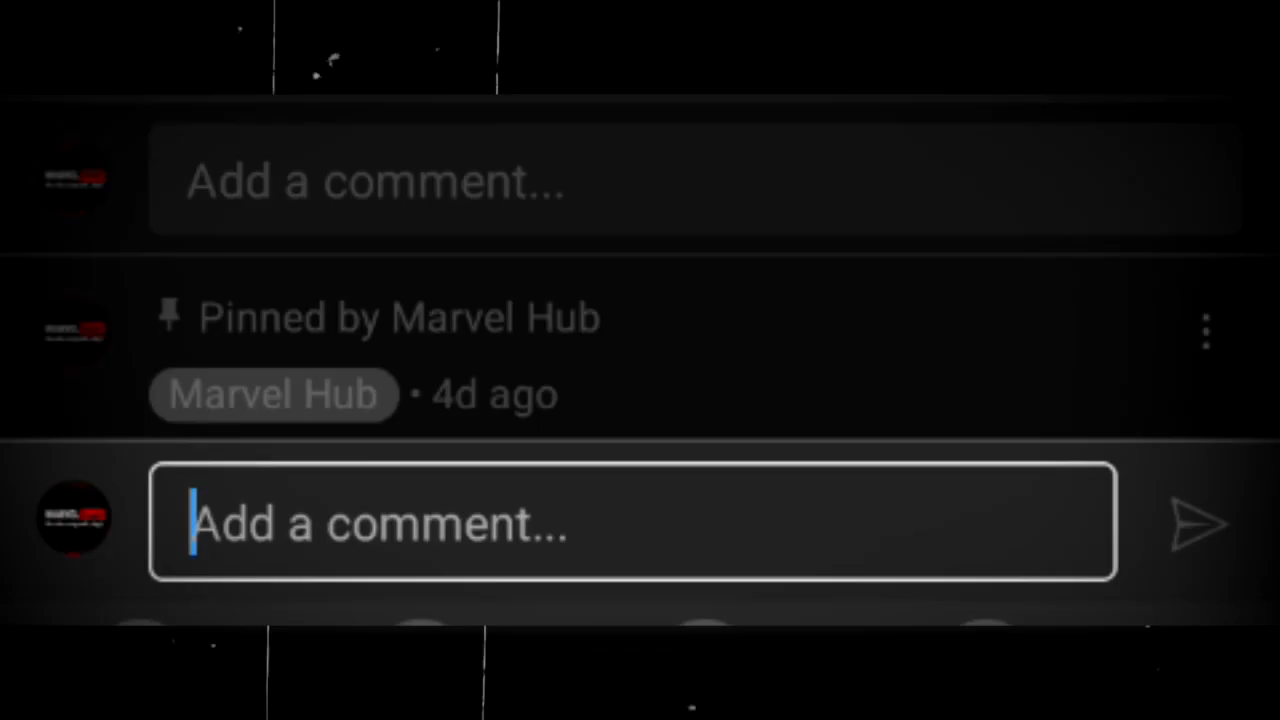 Add a comment...
Pinned by Marvel Hub
Marvel Hub • 4d ago
Add a comment...